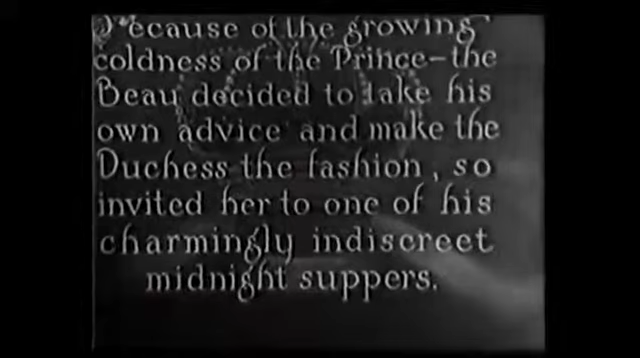 Because of the growing
coldness of the Prince—the
Beau decided to take his
own advice and make the
Duchess the fashion, so
invited her to one of his
charmingly indiscreet
midnight suppers.